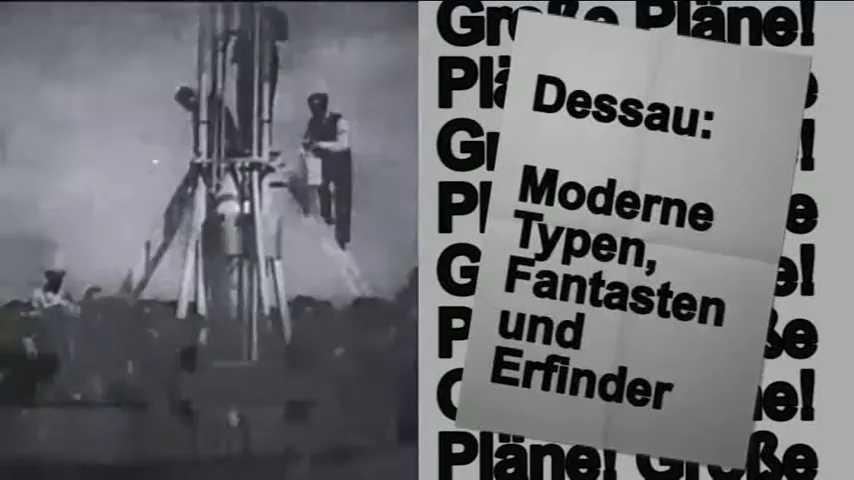 Große Pläne!
Dessau:
Moderne
Typen,
Fantasten
und
Erfinder
Pläne! Große